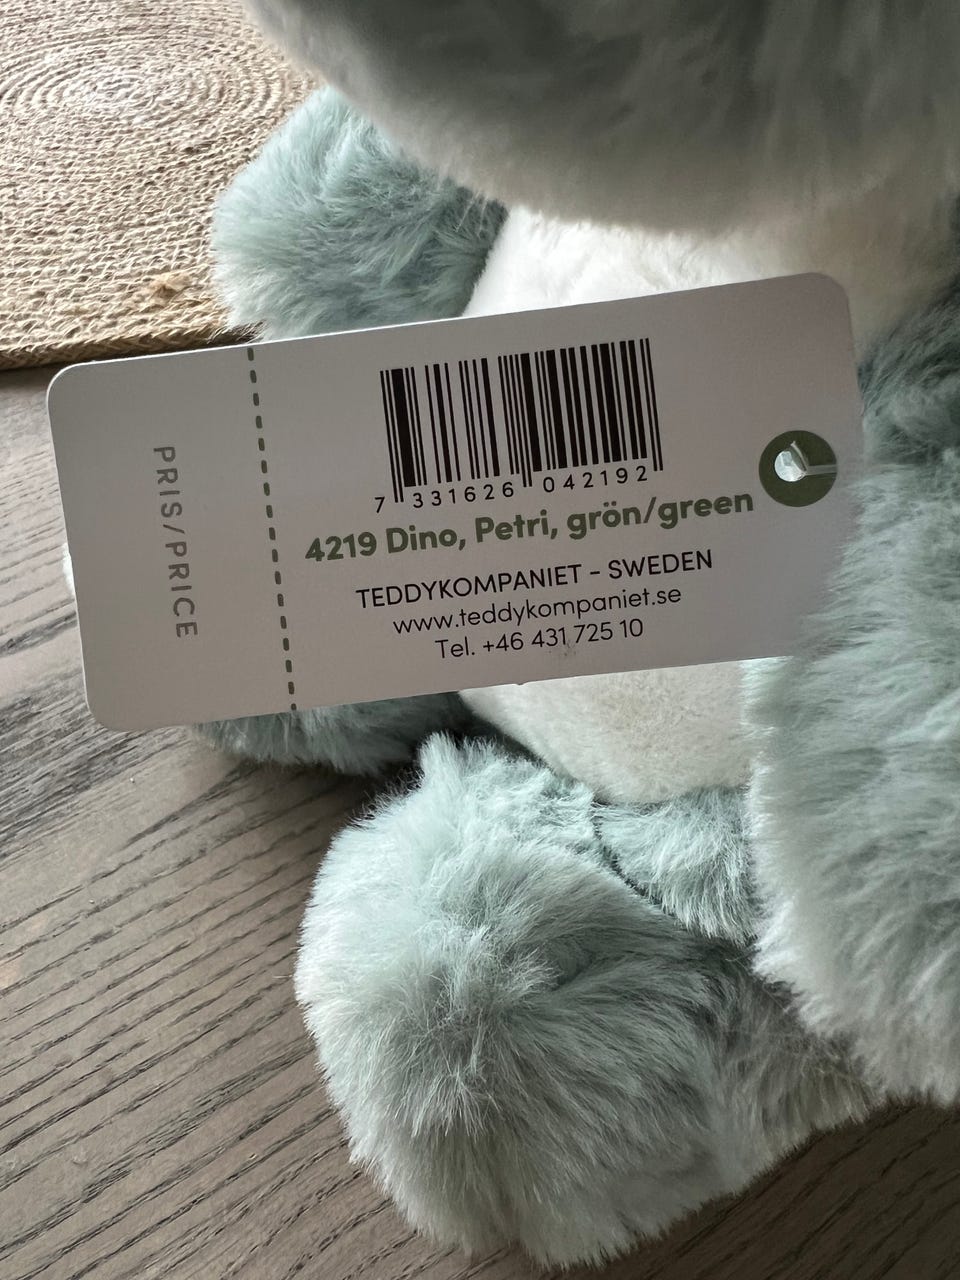 PRIS/PRICE
7 331626 042192
4219 Dino, Petri, grön/green
TEDDYKOMPANIET - SWEDEN
www.teddykompaniet.se
Tel. +46 431 725 10